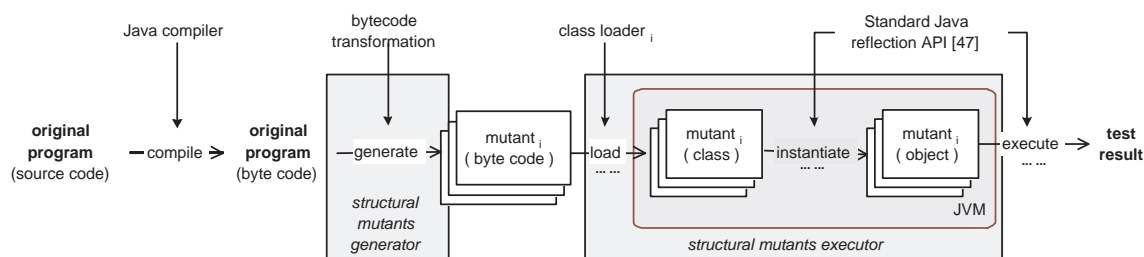 Java compiler
bytecode
transformation
class loader i
Standard Java
reflection API [47]
original
program
(source code)
compile
original
program
(byte code)
generate
mutant i
( byte code )
load
... ...
mutant i
( class )
instantiate
... ...
mutant i
( object )
execute
... ...
test
result
JVM
structural
mutants
generator
structural mutants executor